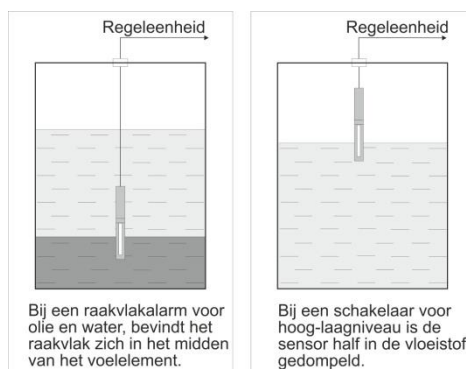 Regeleenheid
Bij een raakvlakalarm voor
olie en water, bevindt het
raakvlak zich in het midden
van het voelelement.
Regeleenheid
Bij een schakelaar voor
hoog-laagniveau is de
sensor half in de vloeistof
gedompeld.